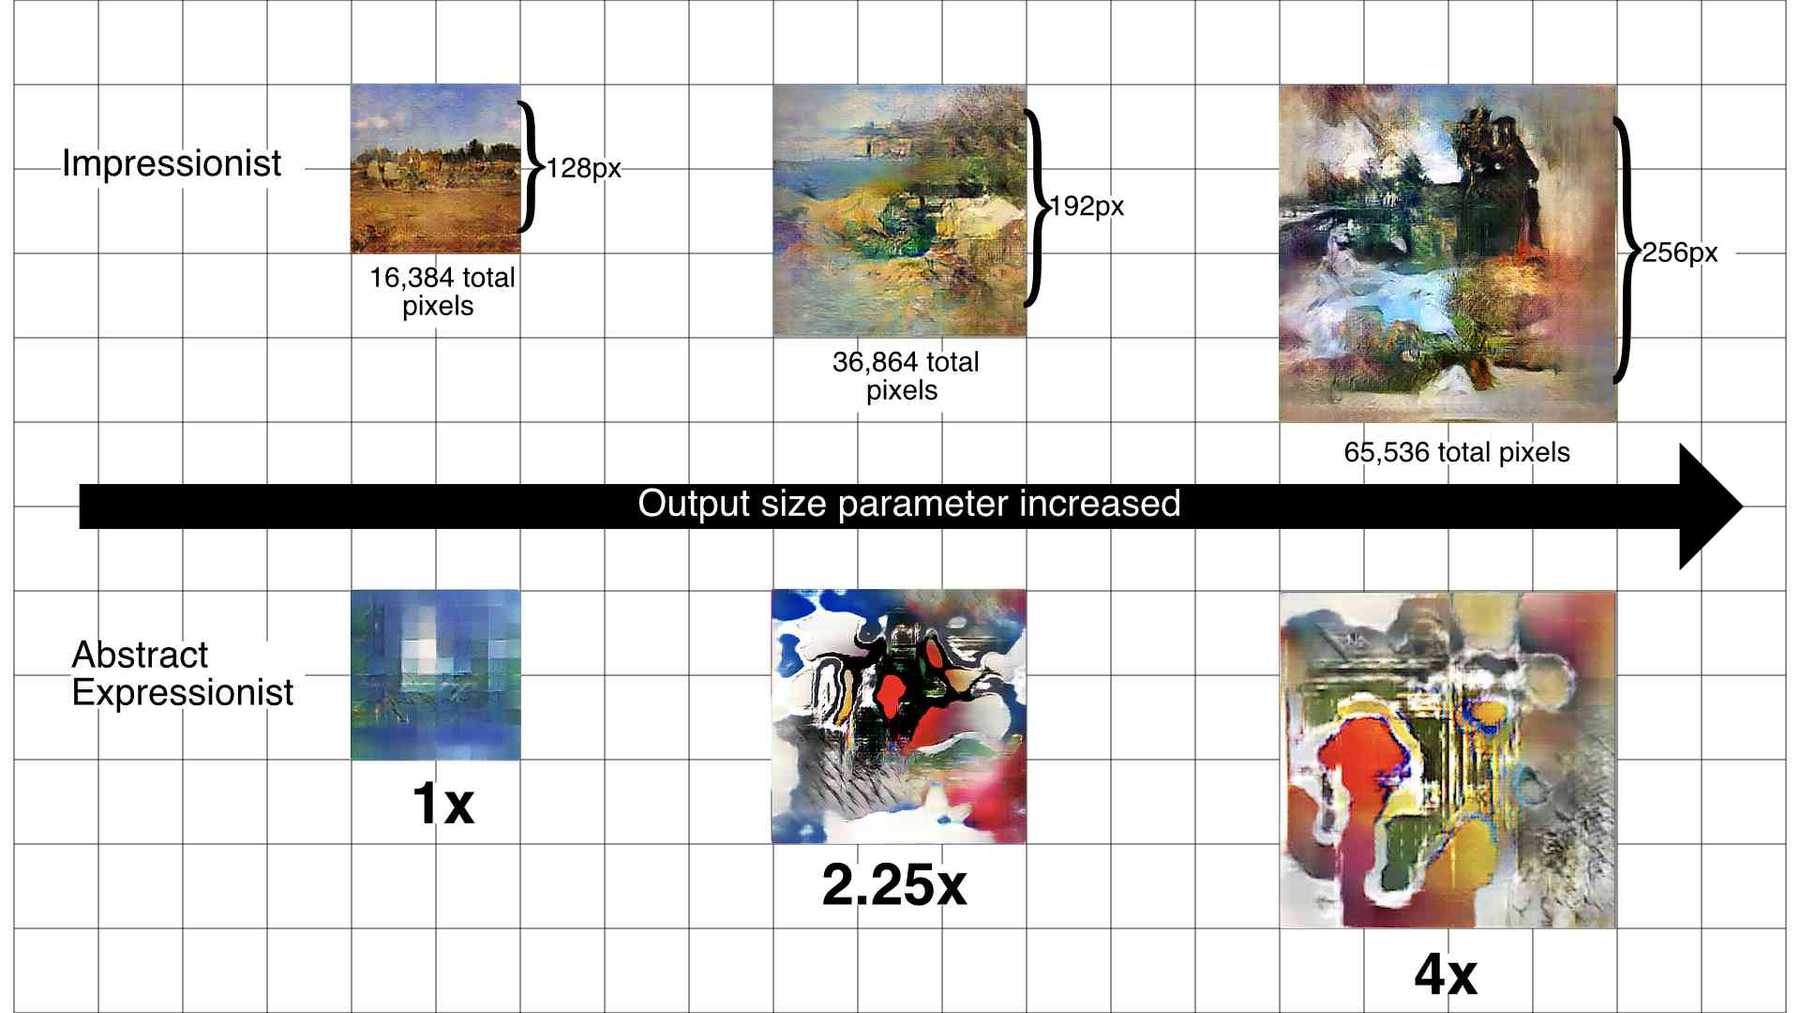 Impressionist
128px
192px
256px
16,384 total
pixels
36,864 total
pixels
65,536 total pixels
Output size parameter increased
Abstract
Expressionist
1x
2.25x
4x